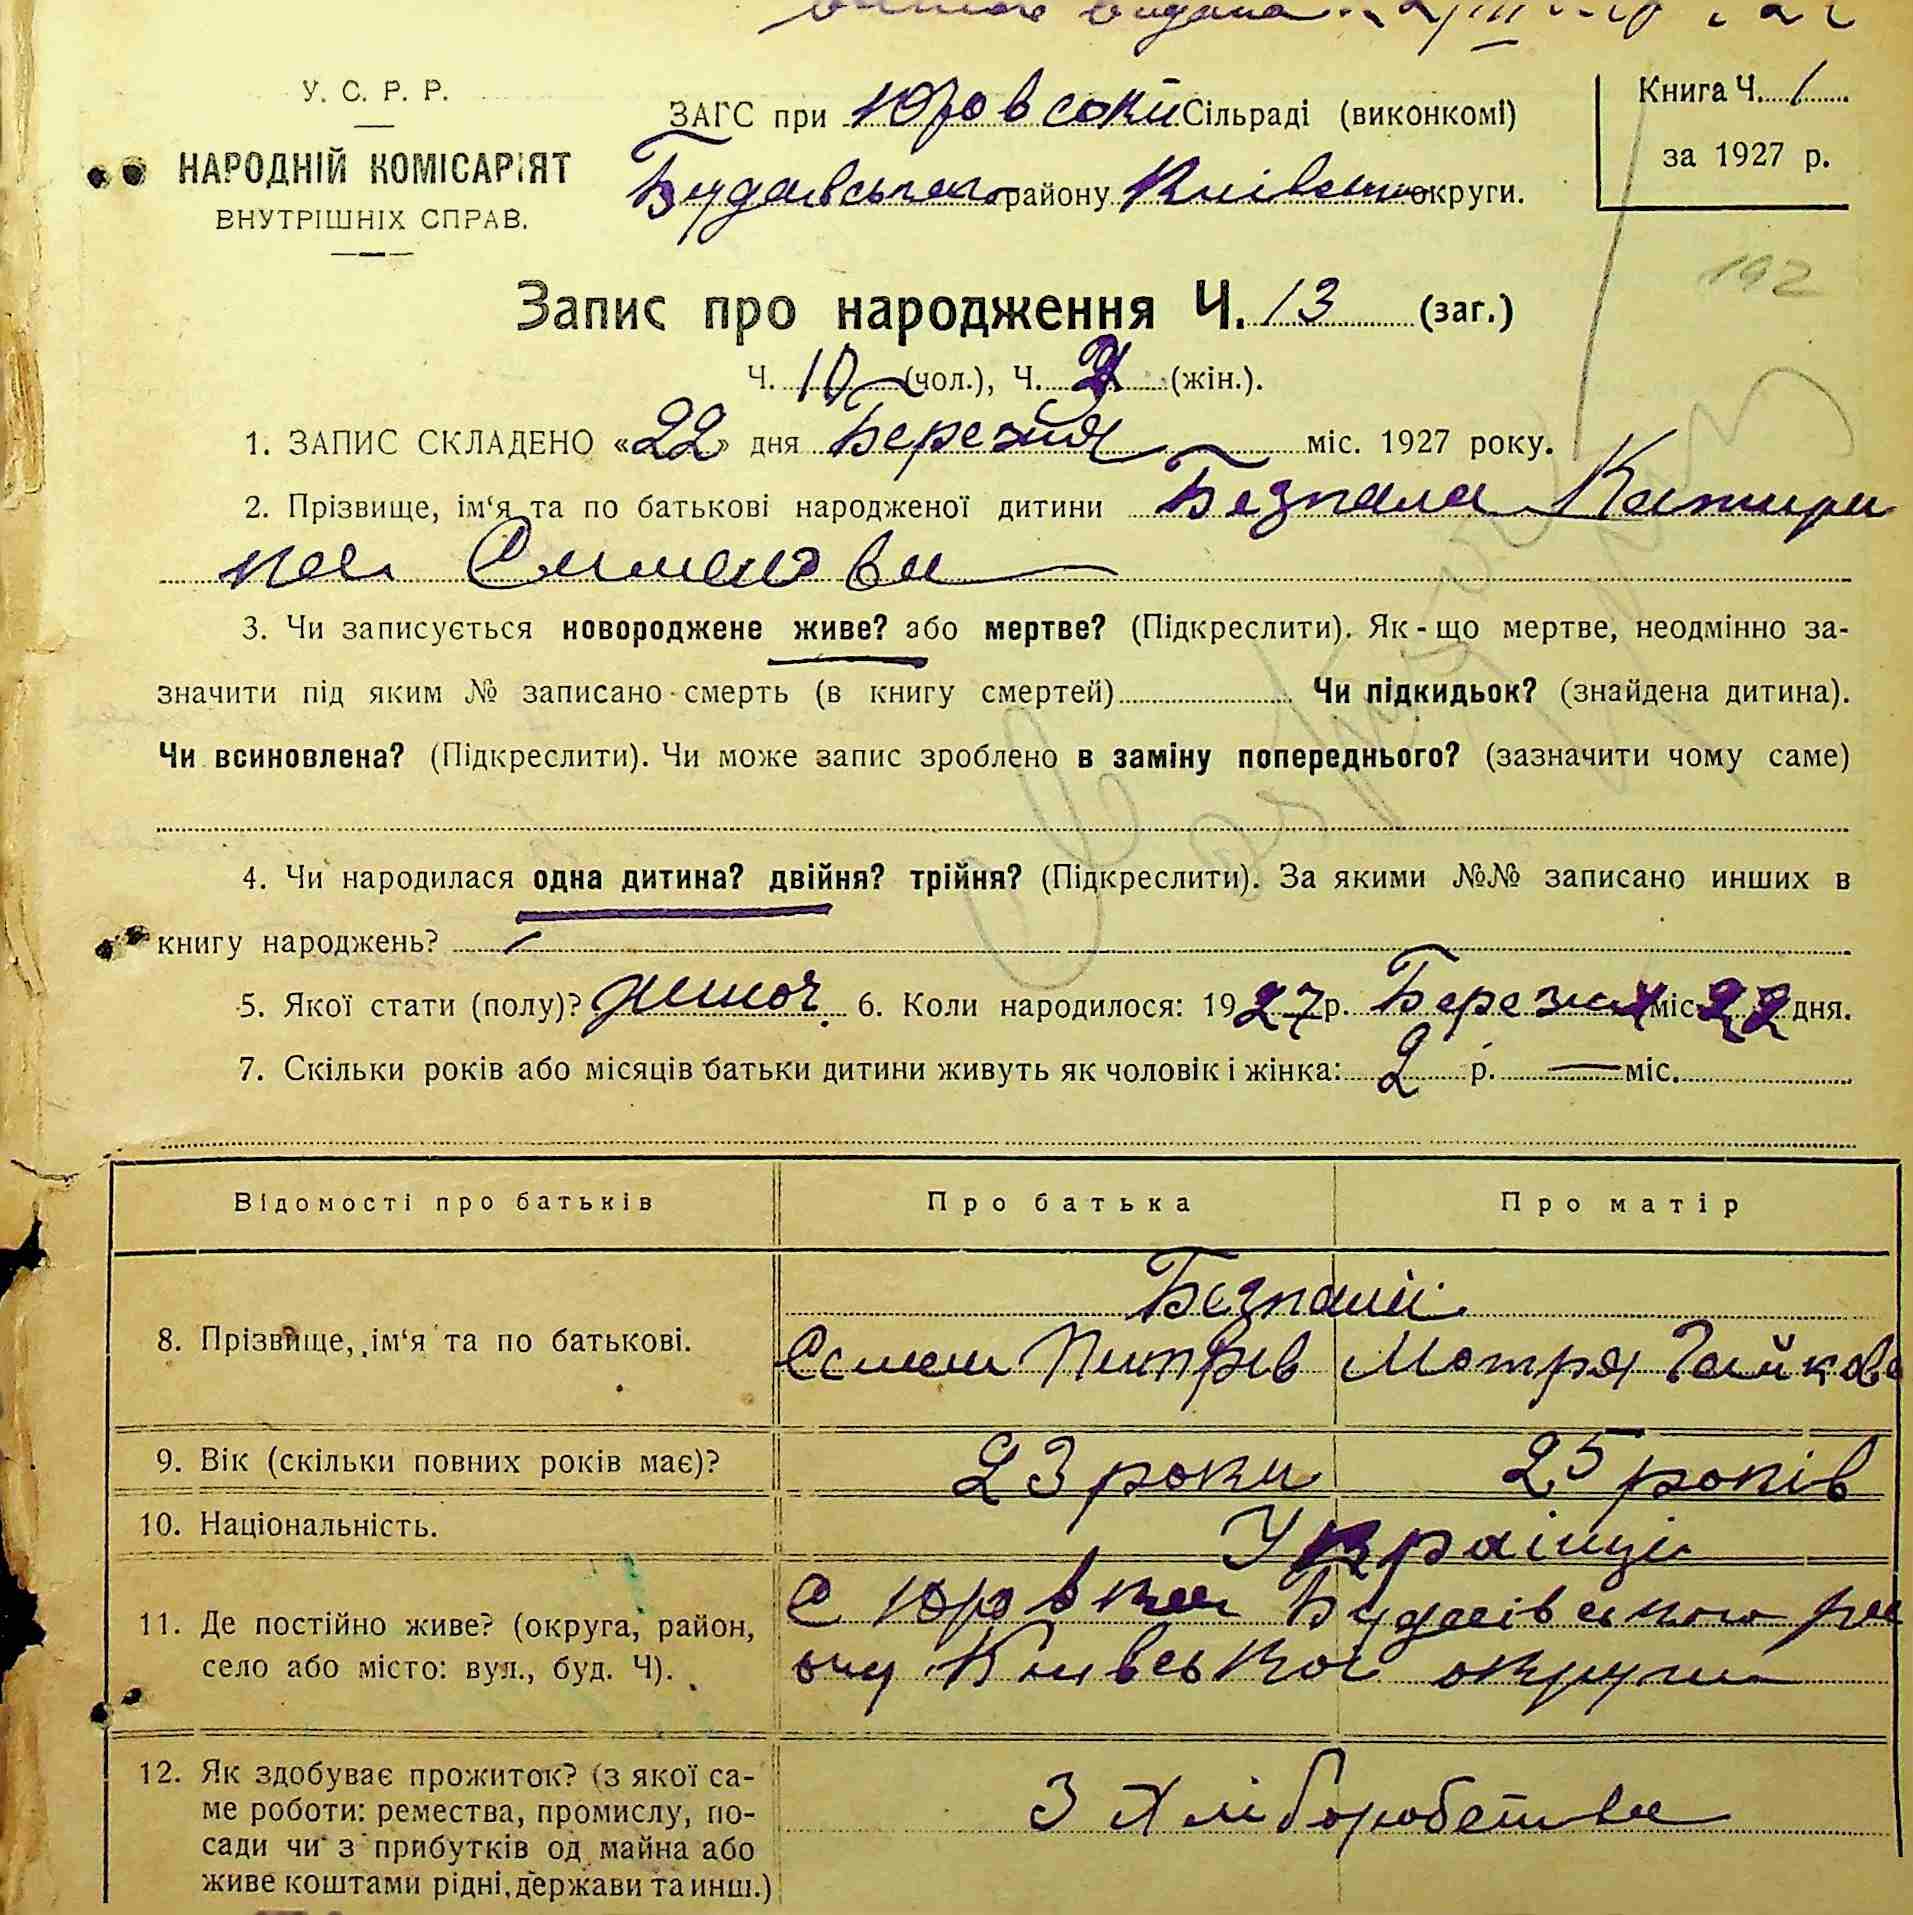 У. С. Р. Р.
НАРОДНІЙ КОМІСАРІЯТ
ВНУТРІШНІХ СПРАВ.
ЗАГС при Юровській Сільраді (виконкомі)
Будаївського району Київської округи.
Книга Ч. 1
за 1927 р.
192
Запис про народження Ч. 13 (заг.)
Ч. 10 (чол.), Ч. (жін.).
1. ЗАПИС СКЛАДЕНО «22» дня Березня міс. 1927 року.
2. Прізвище, ім‘я та по батькові народженої дитини Безпала Катири
на Семенова
3. Чи записується новороджене живе? або мертве? (Підкреслити). Як-що мертве, неодмінно за-
значити під яким № записано смерть (в книгу смертей) Чи підкидьок? (знайдена дитина).
Чи всиновлена? (Підкреслити). Чи може запис зроблено в заміну попереднього? (зазначити чому саме)
4. Чи народилася одна дитина? двійня? трійня? (Підкреслити). За якими №№ записано инших в
книгу народжень? —
5. Якої стати (полу)? жіноч. 6. Коли народилося: 1927 р. Березня міс. 22 дня.
7. Скільки років або місяців батьки дитини живуть як чоловік і жінка: 2 р. — міс.
Відомості про батьків Про батька Про матір
Безпалі
8. Прізвище, ім‘я та по батькові. Семен Петрів Мотря Гайкова
9. Вік (скільки повних років має)? 23 роки 25 років
10. Національність. Українці
11. Де постійно живе? (округа, район, с Юровка Будаївського ра
село або місто: вул., буд. Ч). ону Київської округи
12. Як здобуває прожиток? (з якої са-
ме роботи: ремества, промислу, по- З Хліборобства
сади чи з прибутків од майна або
живе коштами рідні, держави та инш.)